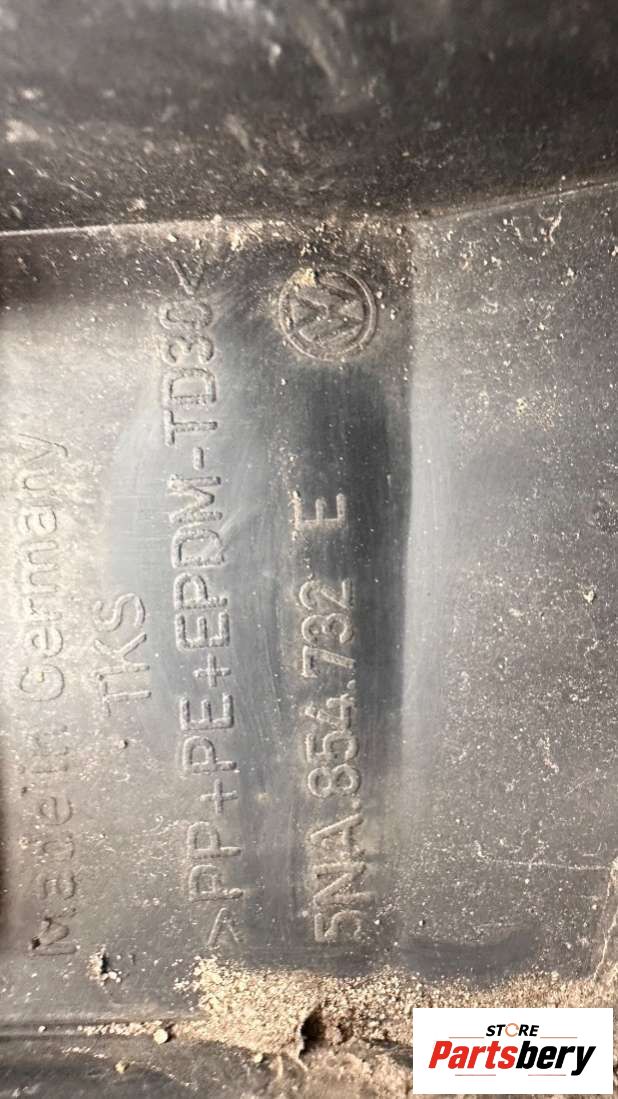 5NA.854.732 E
>PP+PE+EPDM-TD30<
TKS
Made in Germany
STORE
Partsbery